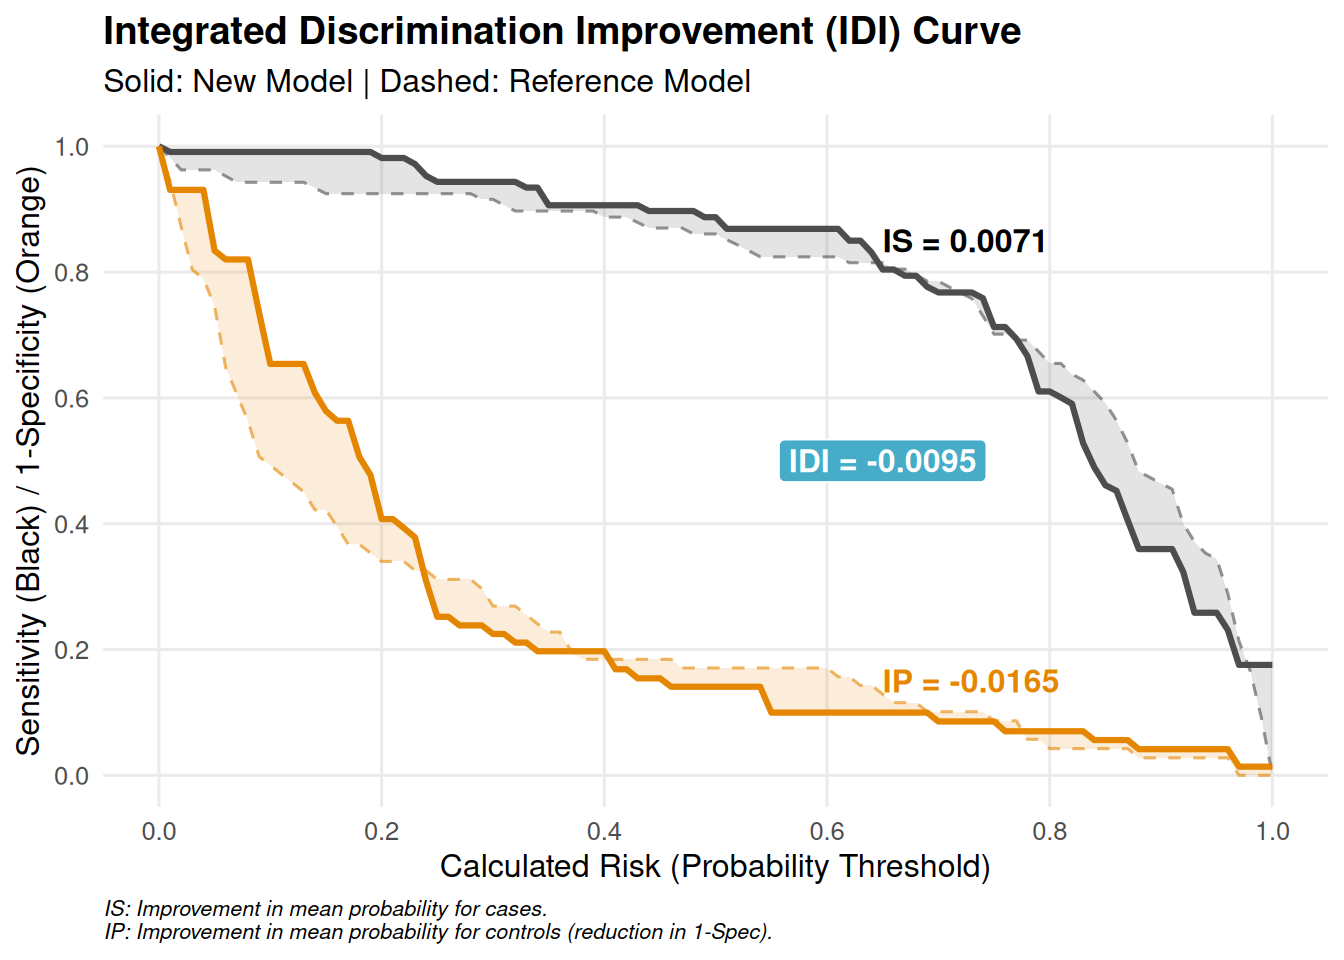 Integrated Discrimination Improvement (IDI) Curve
Solid: New Model | Dashed: Reference Model
Sensitivity (Black) / 1-Specificity (Orange)
1.0
0.8
0.6
0.4
0.2
0.0
IS = 0.0071
IDI = -0.0095
IP = -0.0165
0.0 0.2 0.4 0.6 0.8 1.0
Calculated Risk (Probability Threshold)
IS: Improvement in mean probability for cases.
IP: Improvement in mean probability for controls (reduction in 1-Spec).